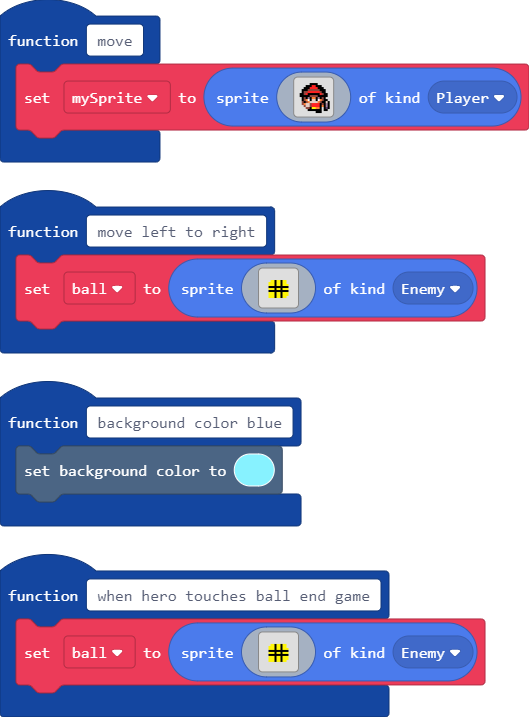 function move
set mySprite to sprite of kind Player
function move left to right
set ball to sprite of kind Enemy
function background color blue
set background color to
function when hero touches ball end game
set ball to sprite of kind Enemy